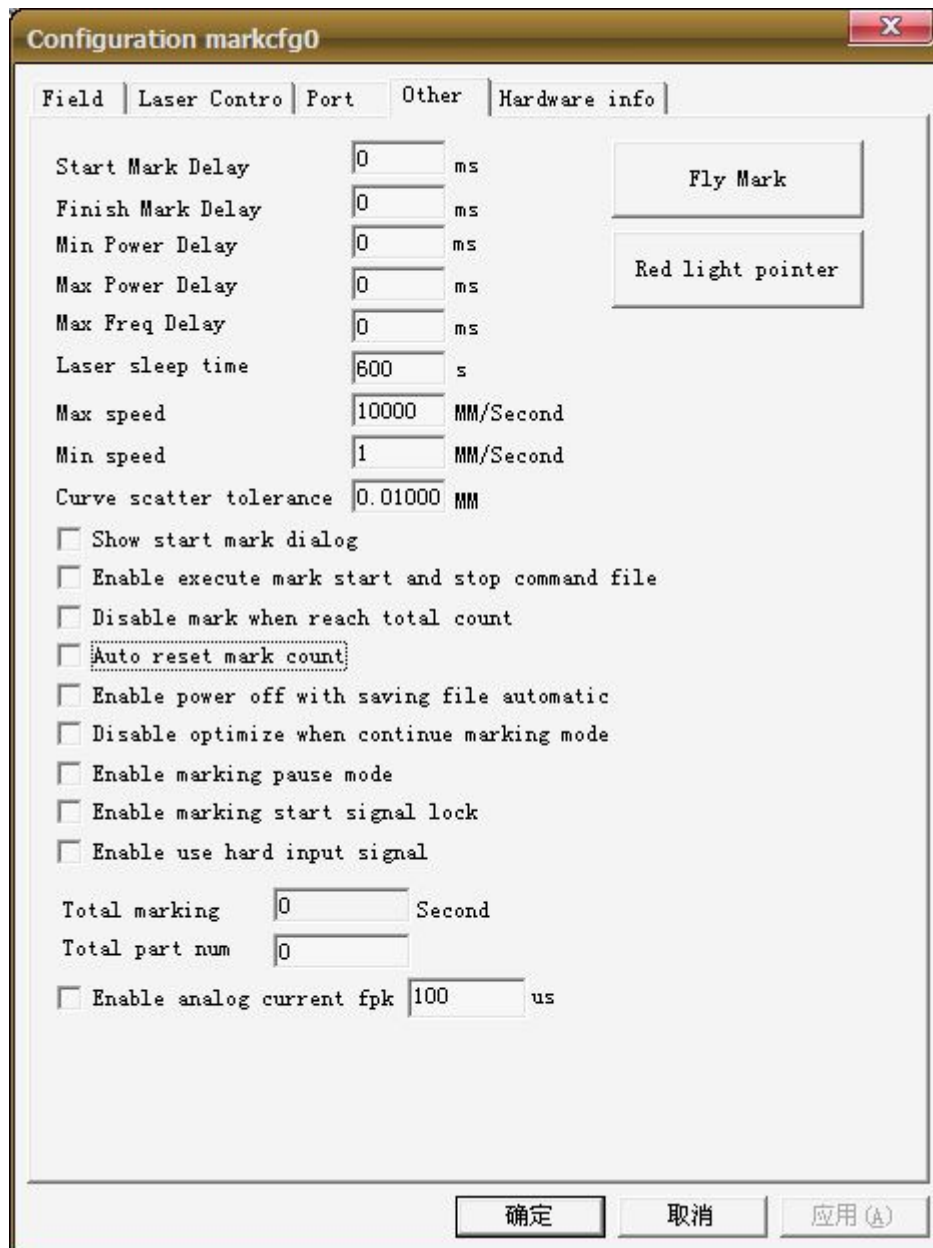 Configuration markcfg0
Field Laser Contro Port Other Hardware info
Start Mark Delay 0 ms
Fly Mark
Finish Mark Delay 0 ms
Min Power Delay 0 ms
Red light pointer
Max Power Delay 0 ms
Max Freq Delay 0 ms
Laser sleep time 600 s
Max speed 10000 MM/Second
Min speed 1 MM/Second
Curve scatter tolerance 0.01000 MM
Show start mark dialog
Enable execute mark start and stop command file
Disable mark when reach total count
Auto reset mark count
Enable power off with saving file automatic
Disable optimize when continue marking mode
Enable marking pause mode
Enable marking start signal lock
Enable use hard input signal
Total marking 0 Second
Total part num 0
Enable analog current fpk 100 us
确定 取消 应用(A)